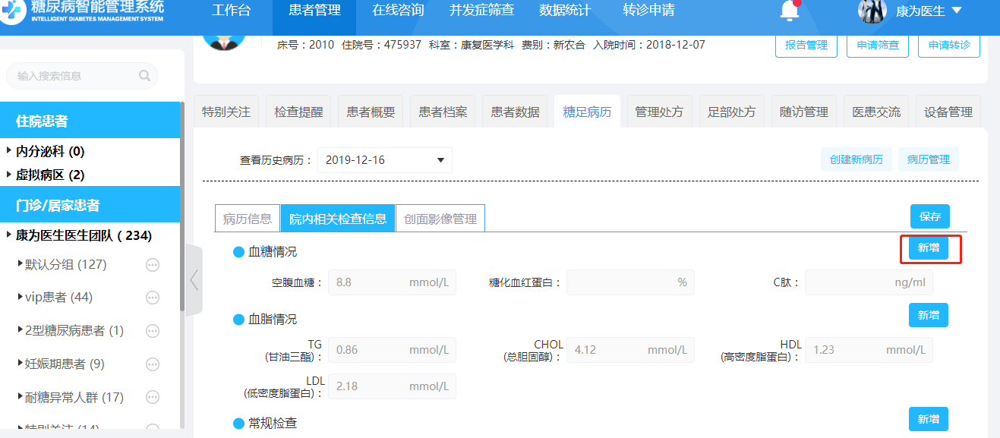 糖尿病智能管理系统
INTELLIGENT DIABETES MANAGEMENT SYSTEM
工作台 患者管理 在线咨询 并发症筛查 数据统计 转诊申请 康为医生
床号：2010 住院号：475937 科室：康复医学科 费别：新农合 入院时间：2018-12-07
报告管理 申请筛查 申请转诊
输入搜索信息
住院患者
内分泌科 (0)
虚拟病区 (2)
门诊/居家患者
康为医生医生团队 ( 234)
默认分组 (127)
vip患者 (44)
2型糖尿病患者 (1)
妊娠期患者 (9)
耐糖异常人群 (17)
特别关注 (14)
特别关注 检查提醒 患者概要 患者档案 患者数据 糖足病历 管理处方 足部处方 随访管理 医患交流 设备管理
查看历史病历： 2019-12-16 创建新病历 病历管理
病历信息 院内相关检查信息 创面影像管理 保存
血糖情况 新增
空腹血糖： 8.8 mmol/L 糖化血红蛋白： % C肽： ng/ml
血脂情况 新增
TG (甘油三酯)： 0.86 mmol/L CHOL (总胆固醇)： 4.12 mmol/L HDL (高密度脂蛋白)： 1.23 mmol/L
LDL (低密度脂蛋白)： 2.18 mmol/L
常规检查 新增